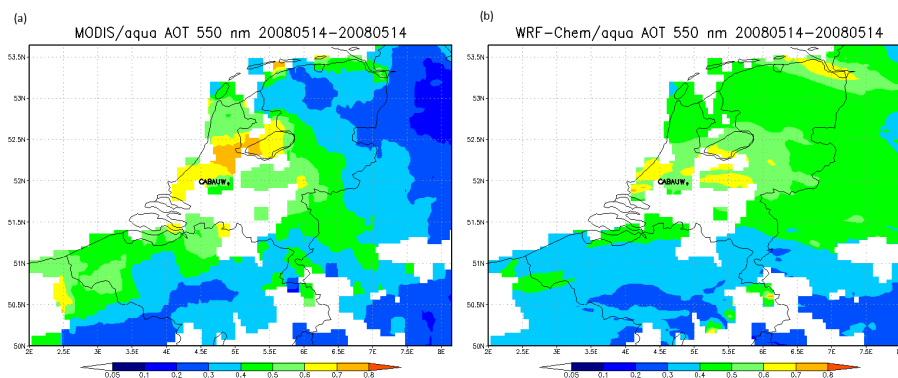 (a)
MODIS/aqua AOT 550 nm 20080514-20080514
53.5N
53N
52.5N
52N
51.5N
51N
50.5N
50N
CABAUW
2E 2.5E 3E 3.5E 4E 4.5E 5E 5.5E 6E 6.5E 7E 7.5E 8E
0.05 0.1 0.2 0.3 0.4 0.5 0.6 0.7 0.8
(b)
WRF-Chem/aqua AOT 550 nm 20080514-20080514
53.5N
53N
52.5N
52N
51.5N
51N
50.5N
50N
CABAUW
2E 2.5E 3E 3.5E 4E 4.5E 5E 5.5E 6E 6.5E 7E 7.5E 8E
0.05 0.1 0.2 0.3 0.4 0.5 0.6 0.7 0.8